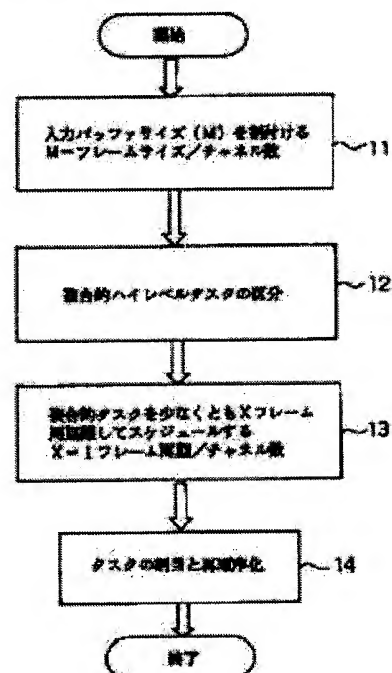 開始
入力バッファサイズ(M)を割付ける
M=フレームサイズ/チャネル数
11
複合的ハイレベルタスクの区分
12
複合的タスクを少なくともXフレーム
周期離してスケジュールする
X=1フレーム周期/チャネル数
13
タスクの割当と再順序化
14
終了